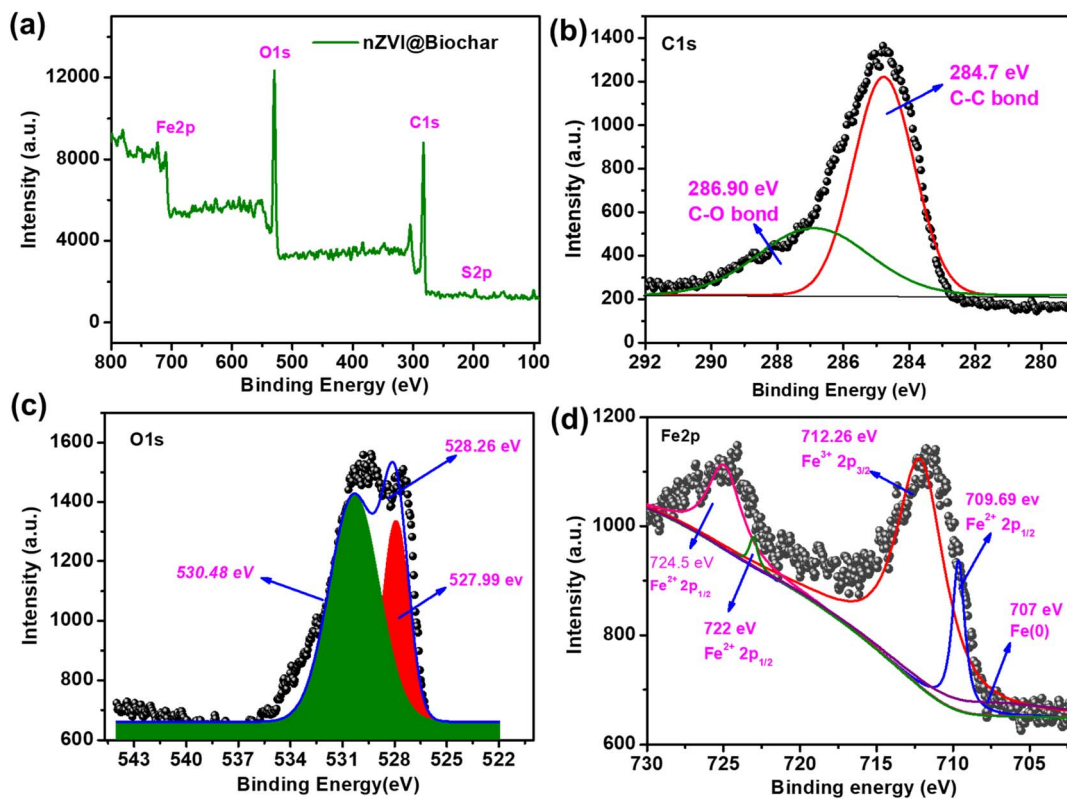 (a)
nZVI@Biochar
O1s
Fe2p
C1s
S2p
Intensity (a.u.)
12000
8000
4000
0
800 700 600 500 400 300 200 100
Binding Energy (eV)
(b)
C1s
284.7 eV
C-C bond
286.90 eV
C-O bond
Intensity (a.u.)
1400
1200
1000
800
600
400
200
0
292 290 288 286 284 282 280
Binding Energy (eV)
(c)
O1s
528.26 eV
530.48 eV
527.99 ev
Intensity (a.u.)
1600
1400
1200
1000
800
600
543 540 537 534 531 528 525 522
Binding Energy(eV)
(d)
Fe2p
712.26 eV
Fe³⁺ 2p₃/₂
709.69 ev
Fe²⁺ 2p₁/₂
724.5 eV
Fe²⁺ 2p₁/₂
722 eV
Fe²⁺ 2p₁/₂
707 eV
Fe(0)
Intensity (a.u.)
1200
1000
800
600
730 725 720 715 710 705
Binding energy (eV)